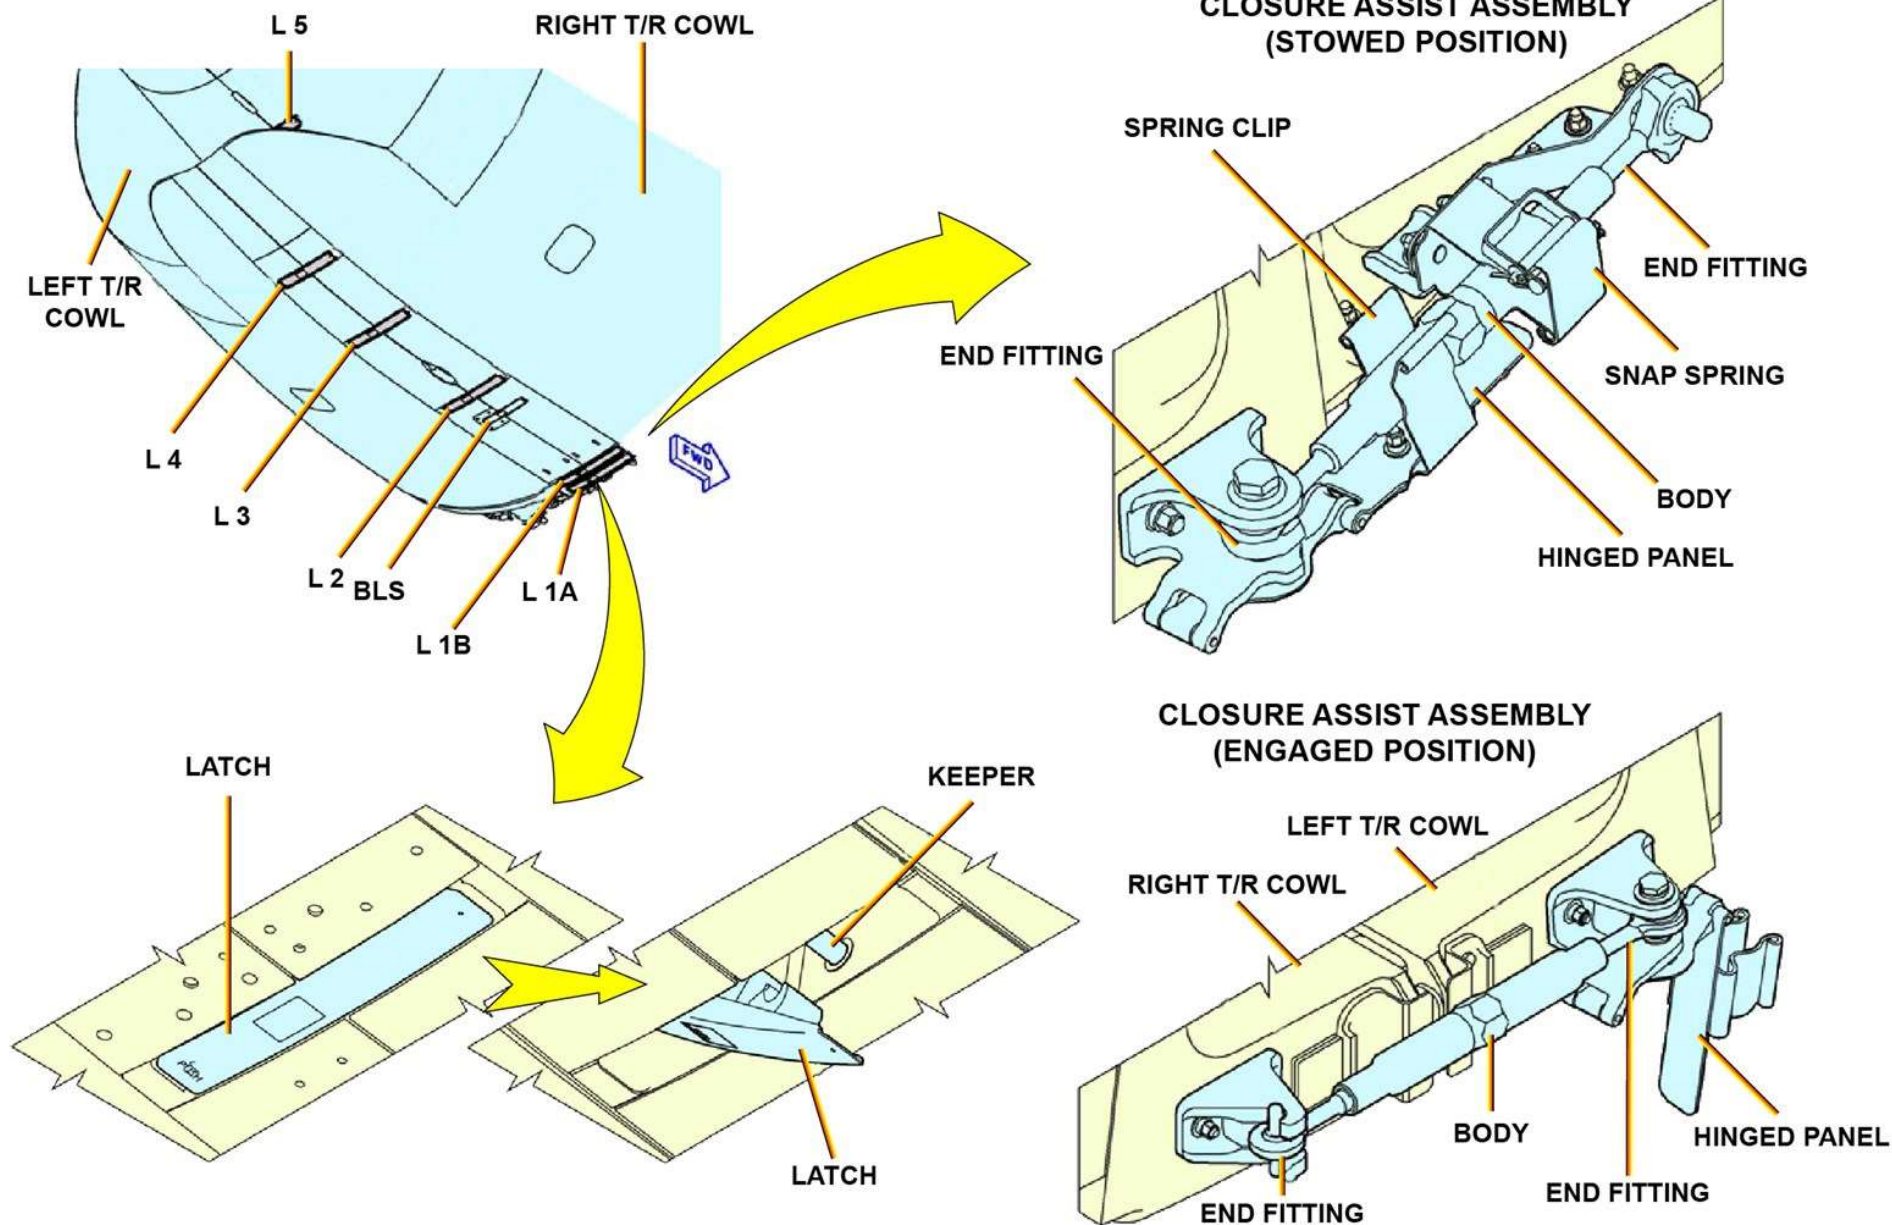 L 5
RIGHT T/R COWL
LEFT T/R
COWL
L 4
L 3
L 2
BLS
L 1B
L 1A
FWD
CLOSURE ASSIST ASSEMBLY
(STOWED POSITION)
SPRING CLIP
END FITTING
END FITTING
SNAP SPRING
BODY
HINGED PANEL
LATCH
PUSH
KEEPER
LATCH
CLOSURE ASSIST ASSEMBLY
(ENGAGED POSITION)
LEFT T/R COWL
RIGHT T/R COWL
BODY
HINGED PANEL
END FITTING
END FITTING